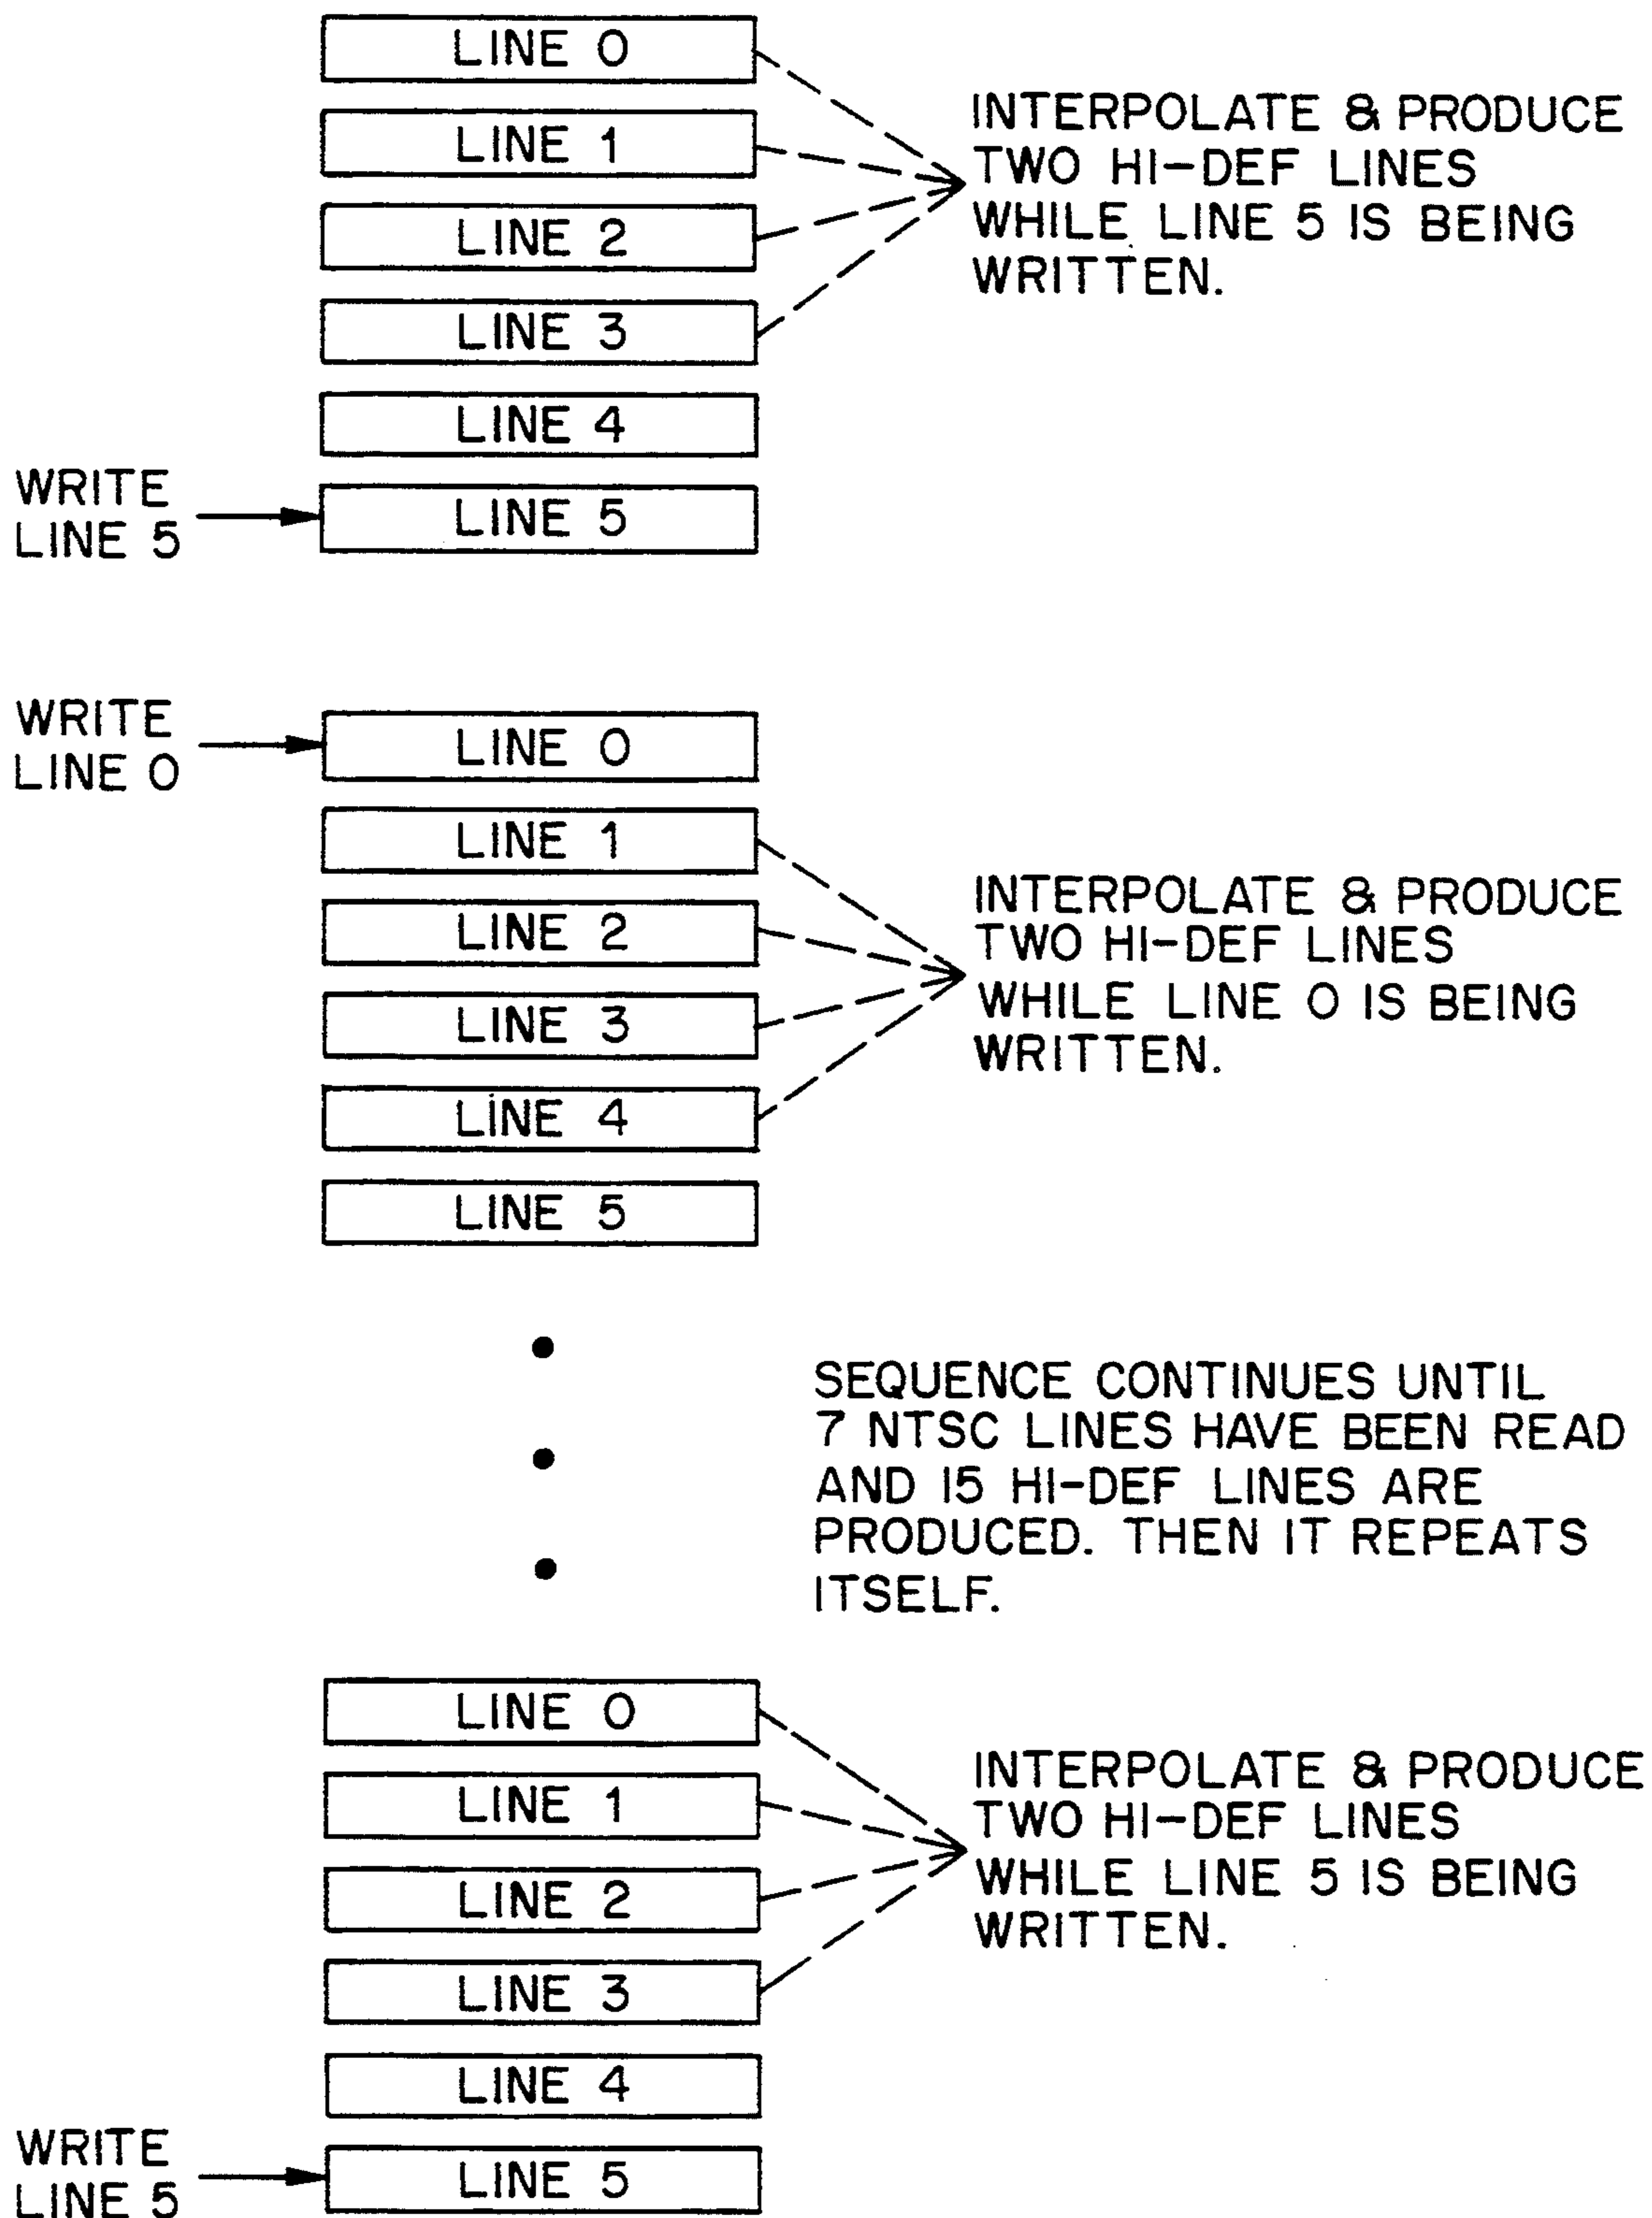 LINE 0
LINE 1
LINE 2
LINE 3
INTERPOLATE & PRODUCE
TWO HI-DEF LINES
WHILE LINE 5 IS BEING
WRITTEN.
LINE 4
WRITE
LINE 5
LINE 5
WRITE
LINE 0
LINE 0
LINE 1
LINE 2
LINE 3
LINE 4
INTERPOLATE & PRODUCE
TWO HI-DEF LINES
WHILE LINE 0 IS BEING
WRITTEN.
LINE 5
SEQUENCE CONTINUES UNTIL
7 NTSC LINES HAVE BEEN READ
AND 15 HI-DEF LINES ARE
PRODUCED. THEN IT REPEATS
ITSELF.
LINE 0
LINE 1
LINE 2
LINE 3
INTERPOLATE & PRODUCE
TWO HI-DEF LINES
WHILE LINE 5 IS BEING
WRITTEN.
LINE 4
WRITE
LINE 5
LINE 5